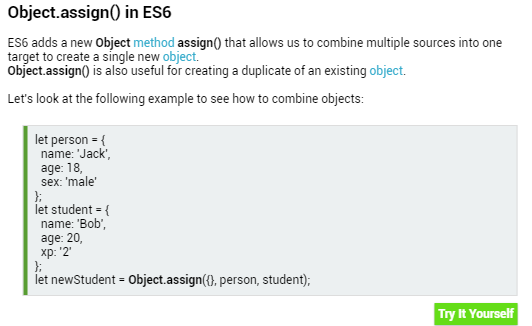 Object.assign() in ES6
ES6 adds a new Object method assign() that allows us to combine multiple sources into one
target to create a single new object.
Object.assign() is also useful for creating a duplicate of an existing object.
Let's look at the following example to see how to combine objects:
let person = {
  name: 'Jack',
  age: 18,
  sex: 'male'
};
let student = {
  name: 'Bob',
  age: 20,
  xp: '2'
};
let newStudent = Object.assign({}, person, student);
Try It Yourself